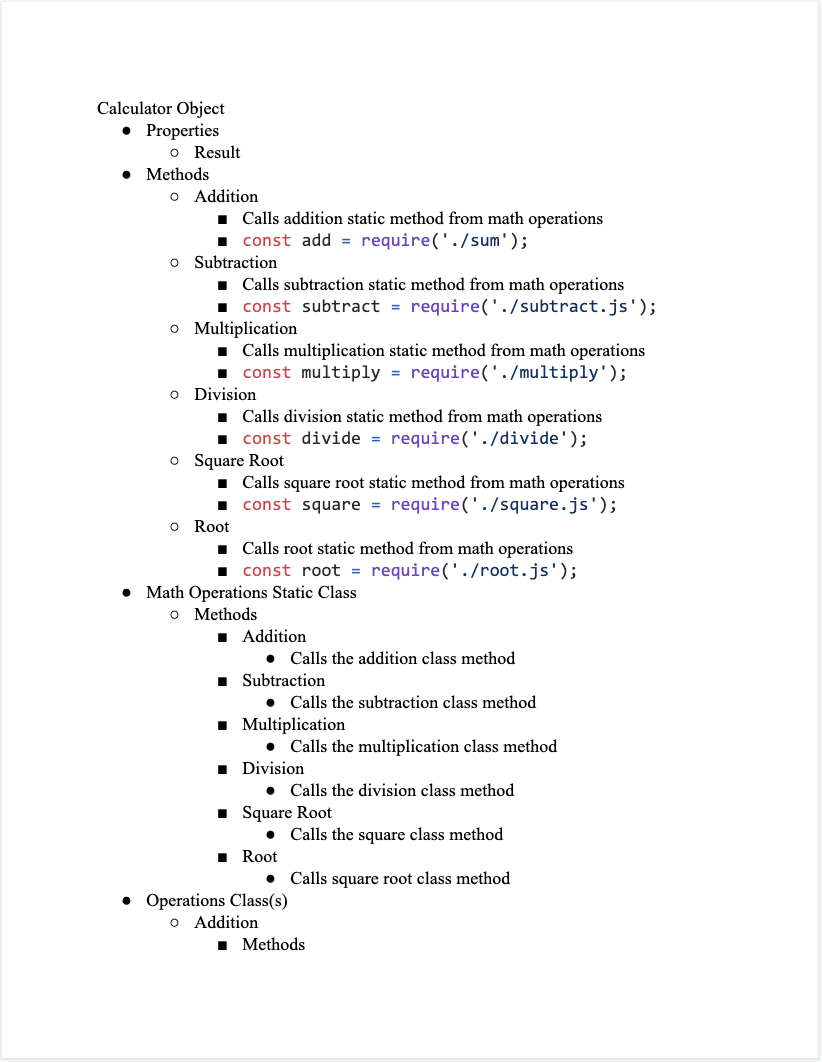 Calculator Object
● Properties
○ Result
● Methods
○ Addition
■ Calls addition static method from math operations
■ const add = require('./sum');
○ Subtraction
■ Calls subtraction static method from math operations
■ const subtract = require('./subtract.js');
○ Multiplication
■ Calls multiplication static method from math operations
■ const multiply = require('./multiply');
○ Division
■ Calls division static method from math operations
■ const divide = require('./divide');
○ Square Root
■ Calls square root static method from math operations
■ const square = require('./square.js');
○ Root
■ Calls root static method from math operations
■ const root = require('./root.js');
● Math Operations Static Class
○ Methods
■ Addition
● Calls the addition class method
■ Subtraction
● Calls the subtraction class method
■ Multiplication
● Calls the multiplication class method
■ Division
● Calls the division class method
■ Square Root
● Calls the square class method
■ Root
● Calls square root class method
● Operations Class(s)
○ Addition
■ Methods